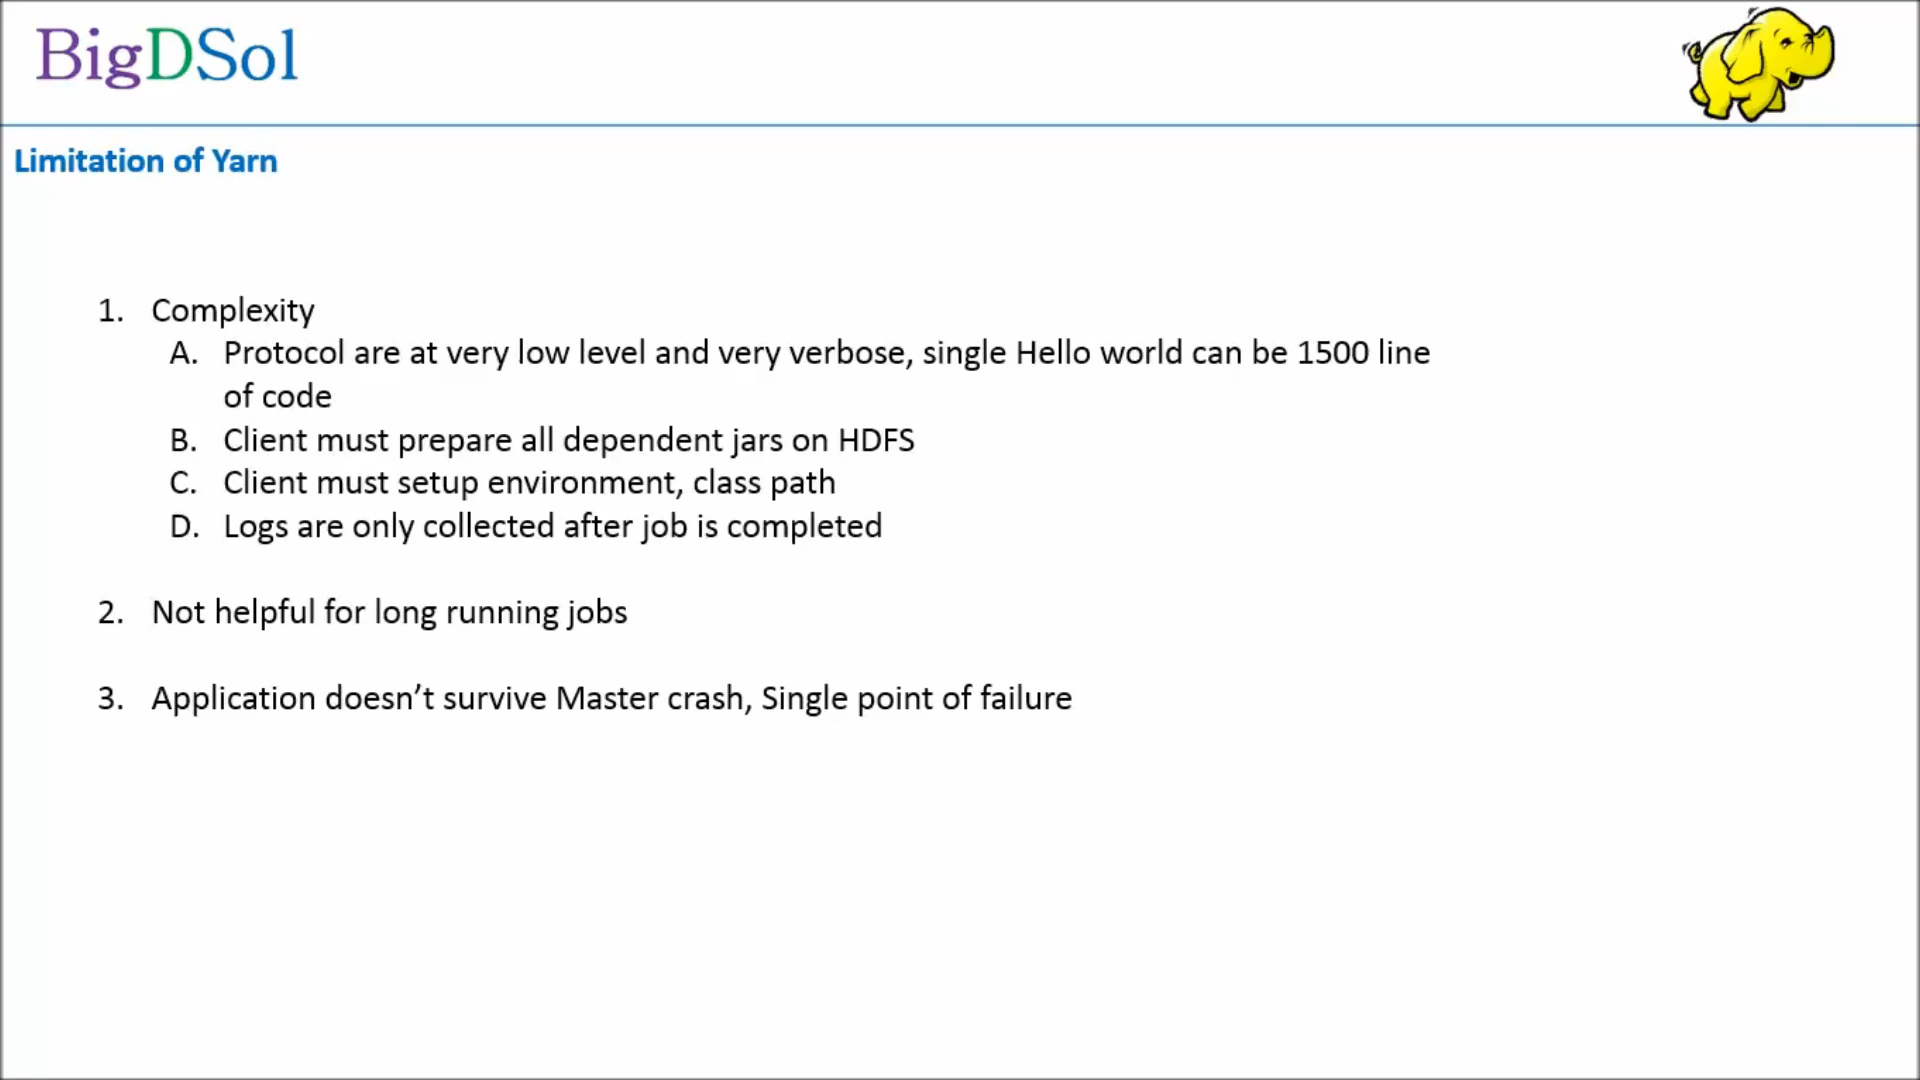 BigDSol
Limitation of Yarn
1. Complexity
A. Protocol are at very low level and very verbose, single Hello world can be 1500 line
of code
B. Client must prepare all dependent jars on HDFS
C. Client must setup environment, class path
D. Logs are only collected after job is completed
2. Not helpful for long running jobs
3. Application doesn’t survive Master crash, Single point of failure